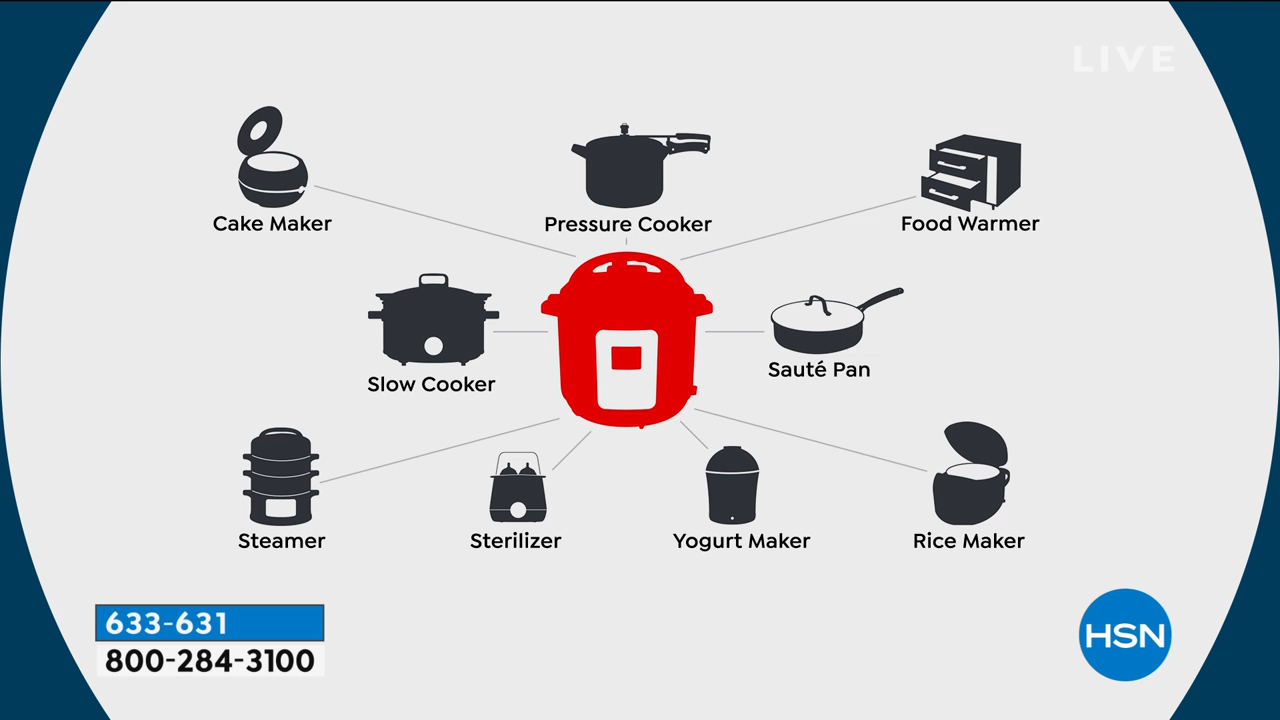 LIVE
Cake Maker
Pressure Cooker
Food Warmer
Slow Cooker
Sauté Pan
Steamer
Sterilizer
Yogurt Maker
Rice Maker
633-631
800-284-3100
HSN